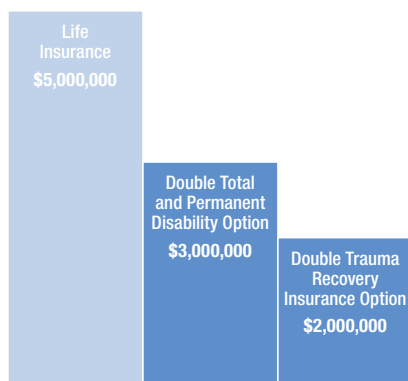 Life
Insurance
$5,000,000
Double Total
and Permanent
Disability Option
$3,000,000
Double Trauma
Recovery
Insurance Option
$2,000,000